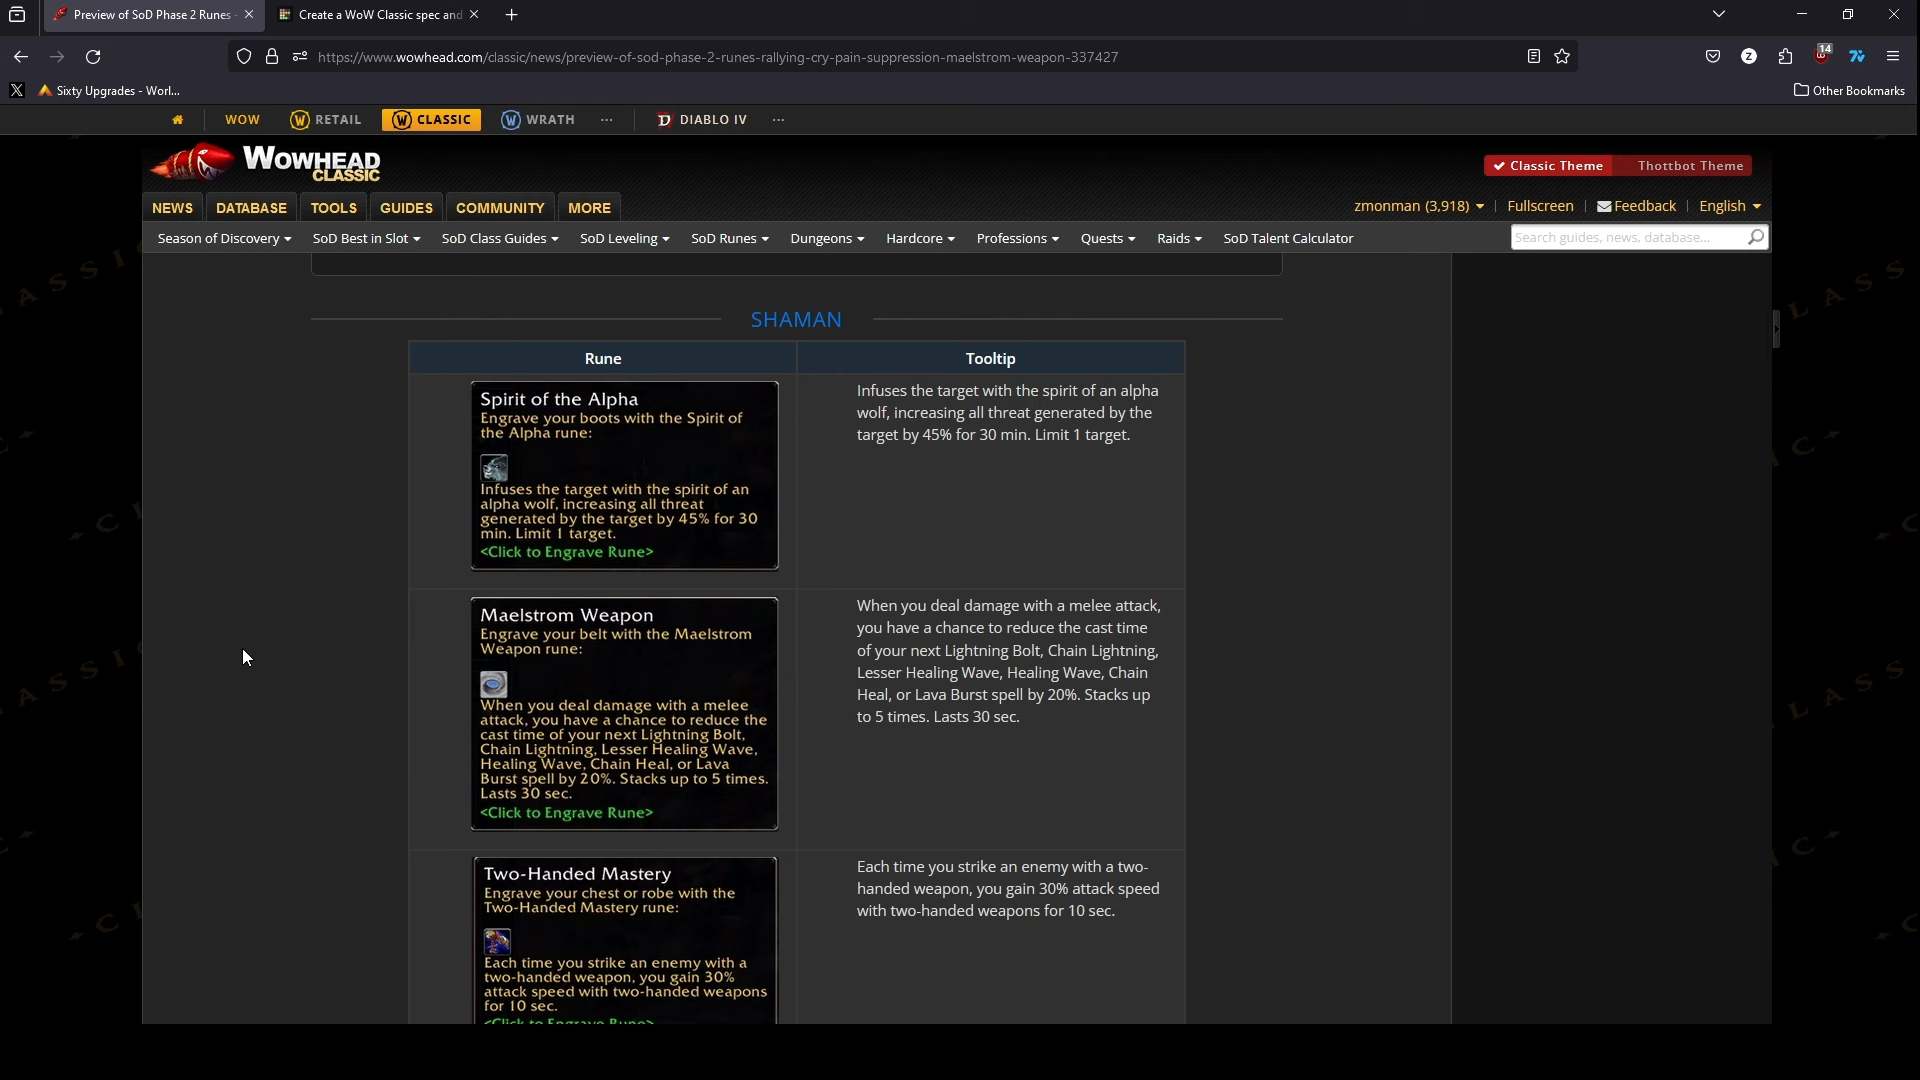 Preview of SoD Phase 2 Runes -
Create a WoW Classic spec and
https://www.wowhead.com/classic/news/preview-of-sod-phase-2-runes-rallying-cry-pain-suppression-maelstrom-weapon-337427
Z
14
X Sixty Upgrades - Worl...
Other Bookmarks
WOW RETAIL CLASSIC WRATH ... DIABLO IV ...
WOWHEAD
CLASSIC
Classic Theme Thottbot Theme
NEWS DATABASE TOOLS GUIDES COMMUNITY MORE
zmonman (3,918) Fullscreen Feedback English
Season of Discovery SoD Best in Slot SoD Class Guides SoD Leveling SoD Runes Dungeons Hardcore Professions Quests Raids SoD Talent Calculator
Search guides, news, database...
SHAMAN
Rune Tooltip
Spirit of the Alpha
Engrave your boots with the Spirit of
the Alpha rune:
Infuses the target with the spirit of an
alpha wolf, increasing all threat
generated by the target by 45% for 30
min. Limit 1 target.
<Click to Engrave Rune>
Infuses the target with the spirit of an alpha
wolf, increasing all threat generated by the
target by 45% for 30 min. Limit 1 target.
Maelstrom Weapon
Engrave your belt with the Maelstrom
Weapon rune:
When you deal damage with a melee
attack, you have a chance to reduce the
cast time of your next Lightning Bolt,
Chain Lightning, Lesser Healing Wave,
Healing Wave, Chain Heal, or Lava
Burst spell by 20%. Stacks up to 5 times.
Lasts 30 sec.
<Click to Engrave Rune>
When you deal damage with a melee attack,
you have a chance to reduce the cast time
of your next Lightning Bolt, Chain Lightning,
Lesser Healing Wave, Healing Wave, Chain
Heal, or Lava Burst spell by 20%. Stacks up
to 5 times. Lasts 30 sec.
Two-Handed Mastery
Engrave your chest or robe with the
Two-Handed Mastery rune:
Each time you strike an enemy with a
two-handed weapon, you gain 30%
attack speed with two-handed weapons
for 10 sec.
<Click to Engrave Rune>
Each time you strike an enemy with a two-
handed weapon, you gain 30% attack speed
with two-handed weapons for 10 sec.